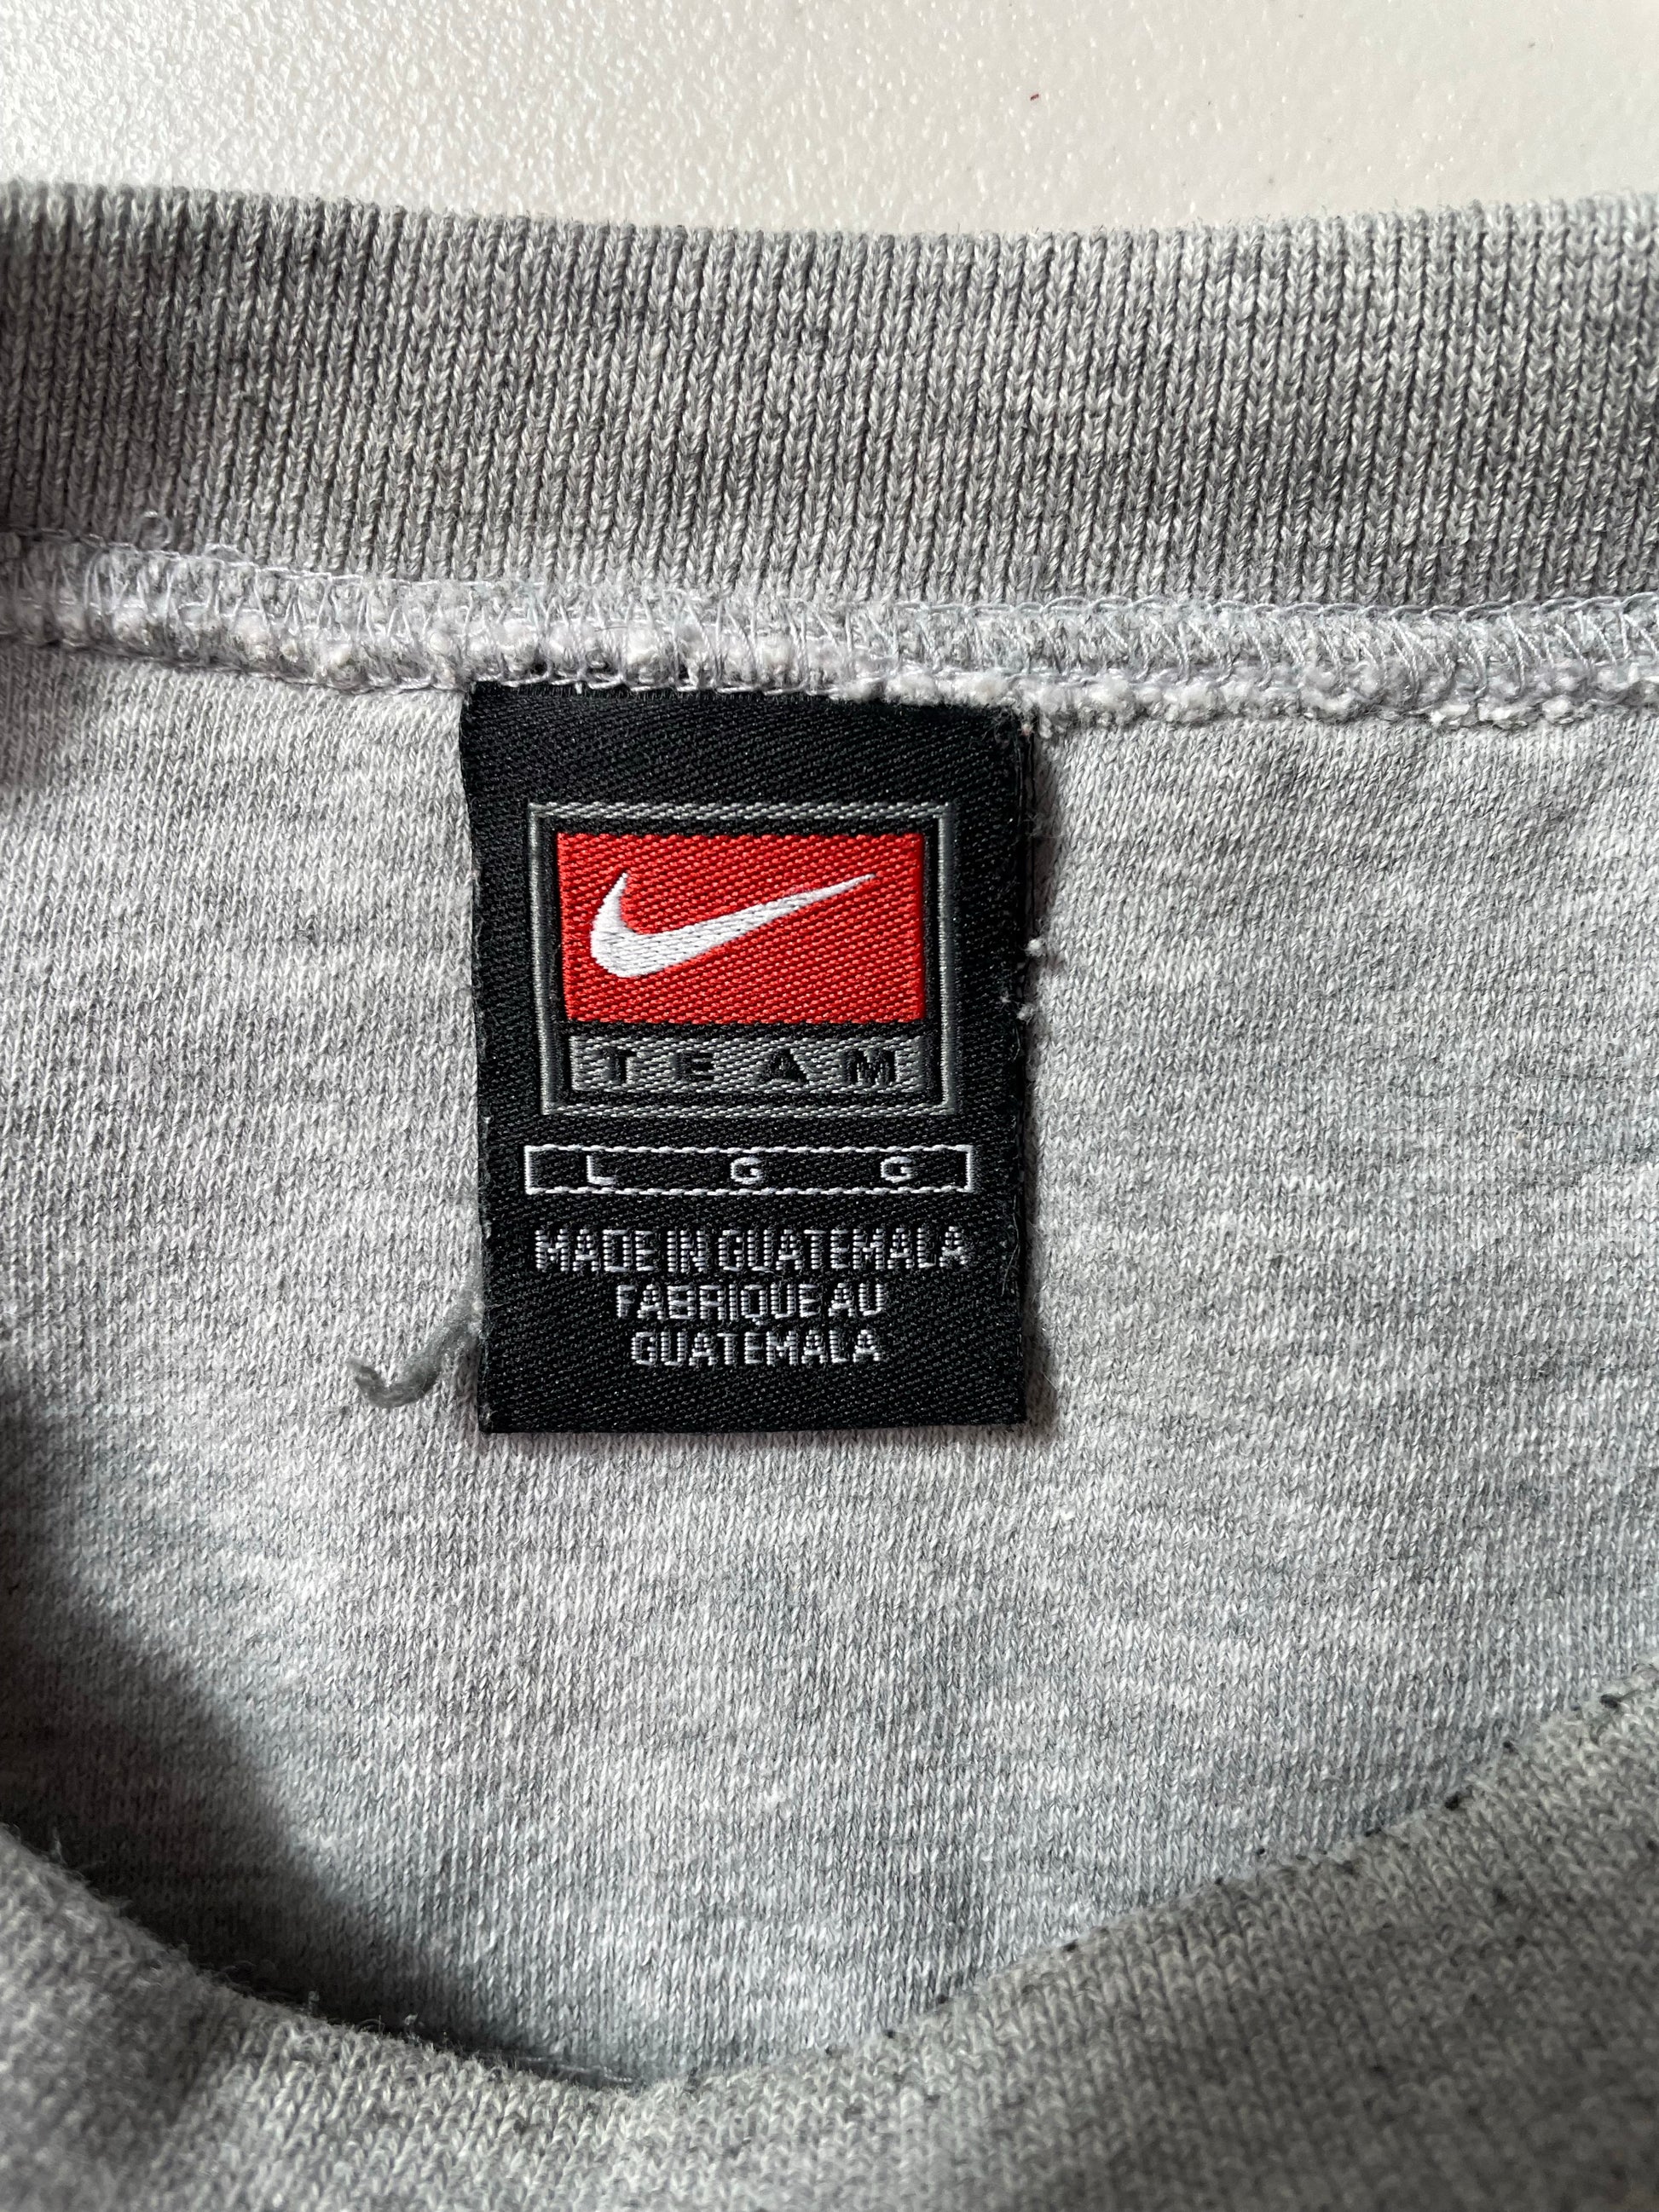 TEAM
L G G
MADE IN GUATEMALA
FABRIQUE AU
GUATEMALA